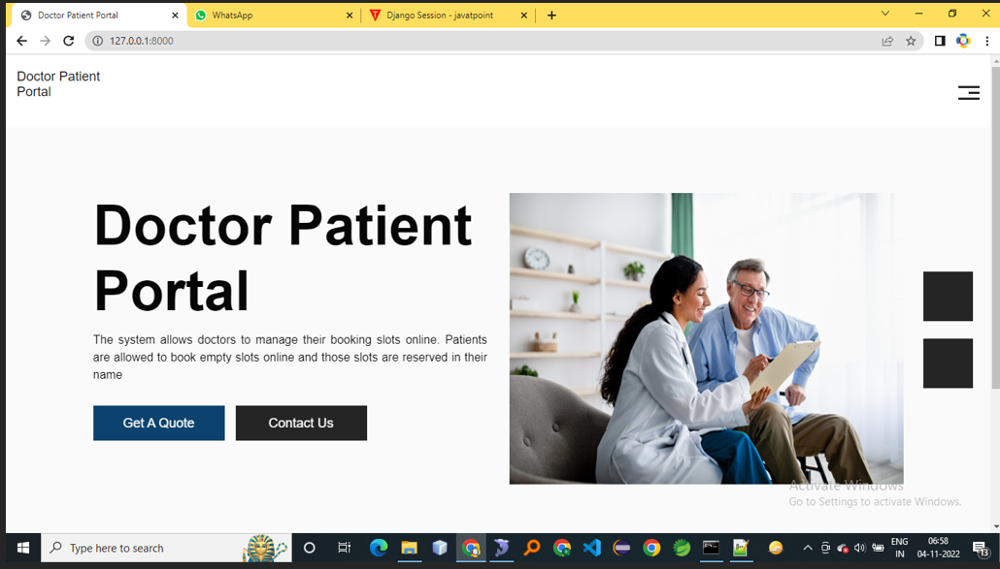 Doctor Patient Portal
WhatsApp
Django Session - javatpoint
127.0.0.1:8000
Doctor Patient
Portal
Doctor Patient
Portal
The system allows doctors to manage their booking slots online. Patients
are allowed to book empty slots online and those slots are reserved in their
name
Get A Quote
Contact Us
Activate Windows
Go to Settings to activate Windows.
Type here to search
ENG
IN
06:58
04-11-2022
13